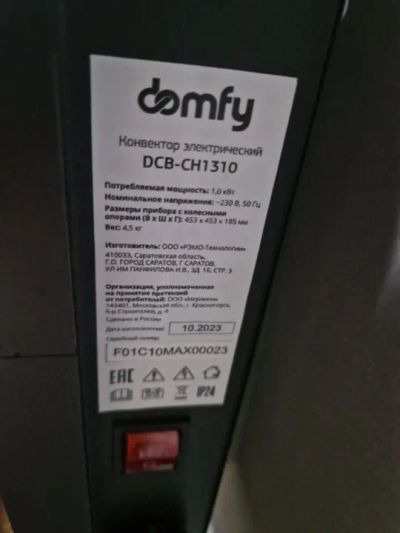 domfy
Конвектор электрический
DCB-CH1310
Потребляемая мощность: 1,0 кВт
Номинальное напряжение: ~230 В, 50 Гц
Размеры прибора с колесными
опорами (В х Ш х Г): 453 х 453 х 185 мм
Вес: 4,5 кг
Изготовитель: ООО «РЭМО-Технологии»
410033, Саратовская область,
Г.О. ГОРОД САРАТОВ, Г САРАТОВ,
УЛ ИМ ПАНФИЛОВА И.В., ЗД. 1Б, СТР. 3
Организация, уполномоченная
на принятие претензий
от потребителей: ООО «Мерлион»
143401, Московская обл., г. Красногорск,
б-р Строителей, д. 4
Сделано в России
Дата изготовления: 10.2023
Серийный номер:
F01C10MAX00023
EAC IP24